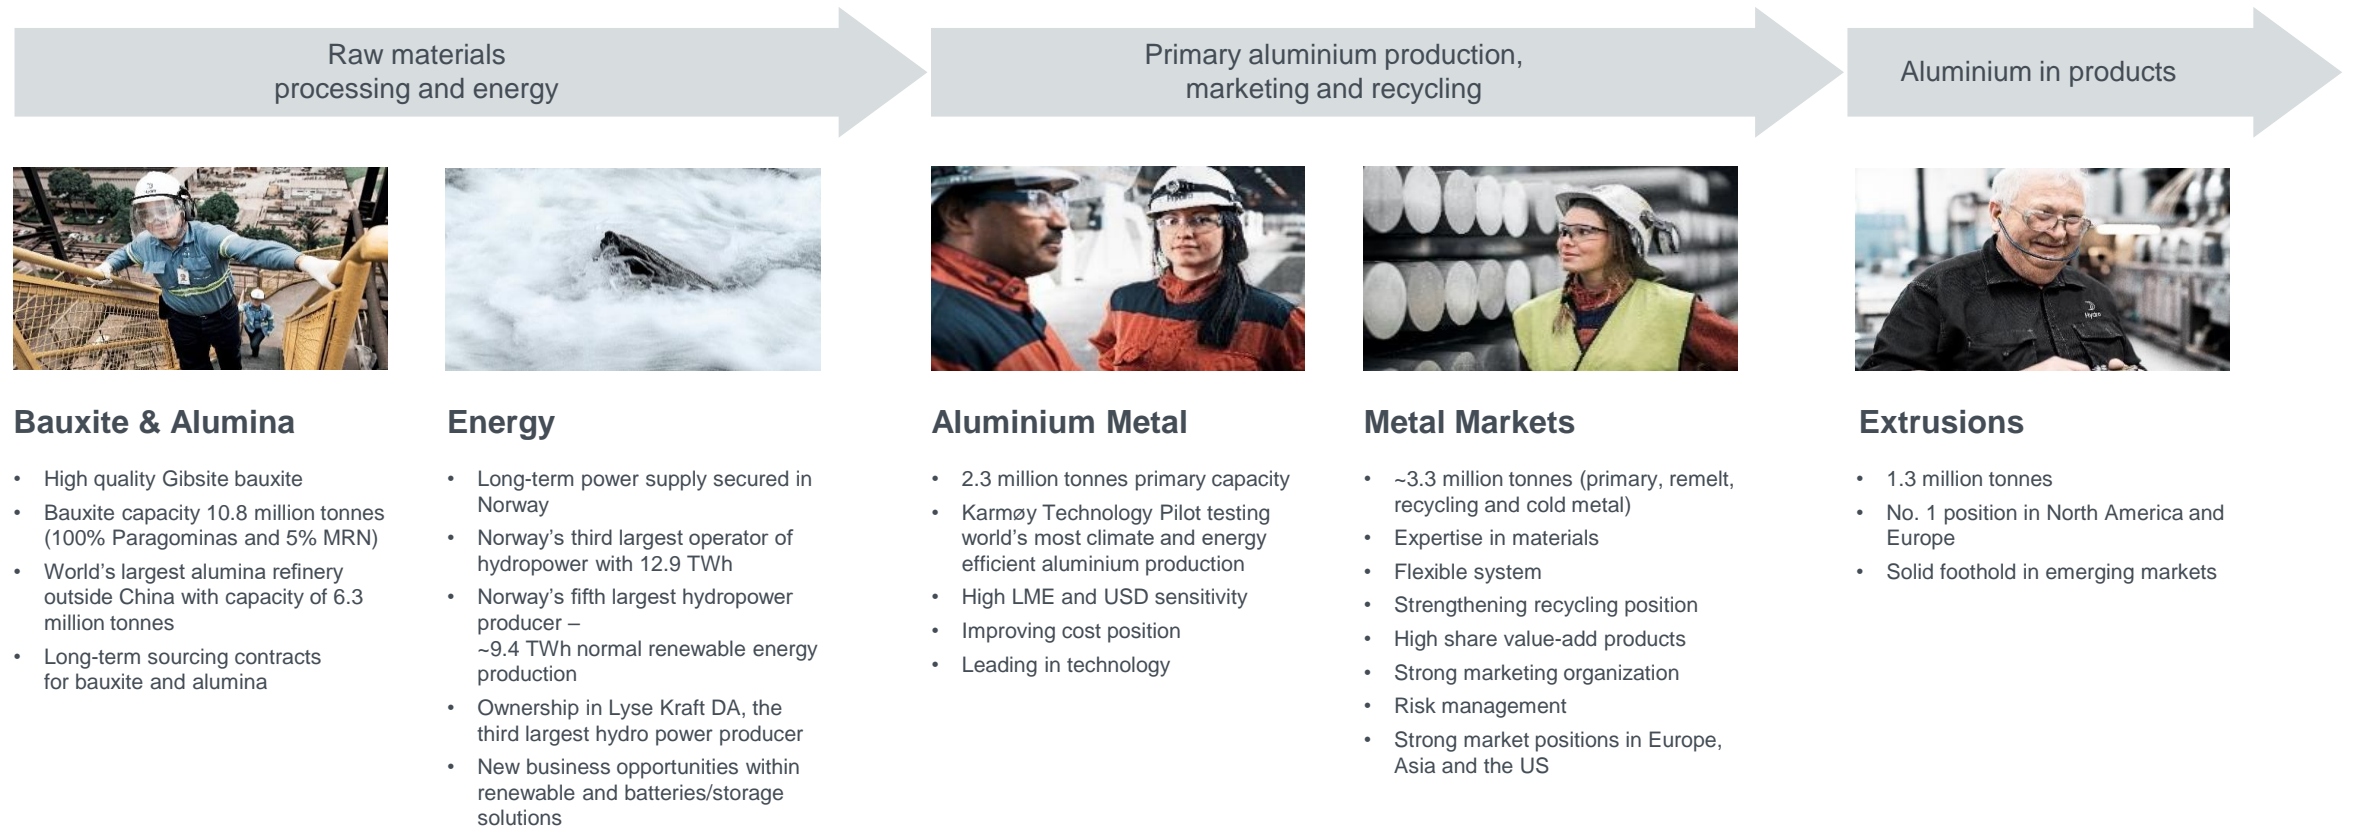 Raw materials
processing and energy
Primary aluminium production,
marketing and recycling
Aluminium in products
Hydro
Hydro
Bauxite & Alumina
• High quality Gibsite bauxite
• Bauxite capacity 10.8 million tonnes
(100% Paragominas and 5% MRN)
• World’s largest alumina refinery
outside China with capacity of 6.3
million tonnes
• Long-term sourcing contracts
for bauxite and alumina
Energy
• Long-term power supply secured in
Norway
• Norway’s third largest operator of
hydropower with 12.9 TWh
• Norway’s fifth largest hydropower
producer –
~9.4 TWh normal renewable energy
production
• Ownership in Lyse Kraft DA, the
third largest hydro power producer
• New business opportunities within
renewable and batteries/storage
solutions
Aluminium Metal
• 2.3 million tonnes primary capacity
• Karmøy Technology Pilot testing
world’s most climate and energy
efficient aluminium production
• High LME and USD sensitivity
• Improving cost position
• Leading in technology
Metal Markets
• ~3.3 million tonnes (primary, remelt,
recycling and cold metal)
• Expertise in materials
• Flexible system
• Strengthening recycling position
• High share value-add products
• Strong marketing organization
• Risk management
• Strong market positions in Europe,
Asia and the US
Extrusions
• 1.3 million tonnes
• No. 1 position in North America and
Europe
• Solid foothold in emerging markets